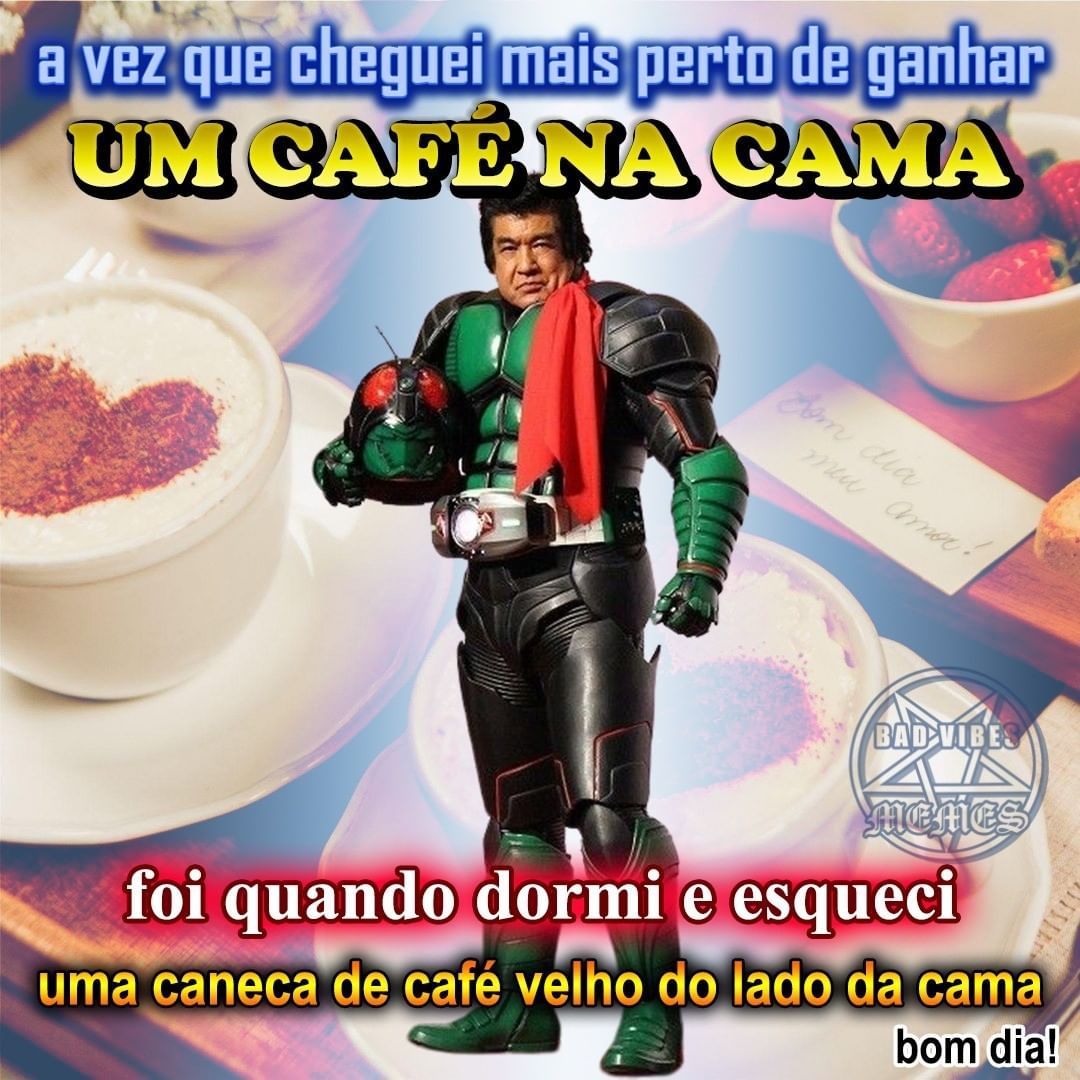 a vez que cheguei mais perto de ganhar
UM CAFÉ NA CAMA
Bom dia
meu amor!
BAD VIBES
MEMES
foi quando dormi e esqueci
uma caneca de café velho do lado da cama
bom dia!